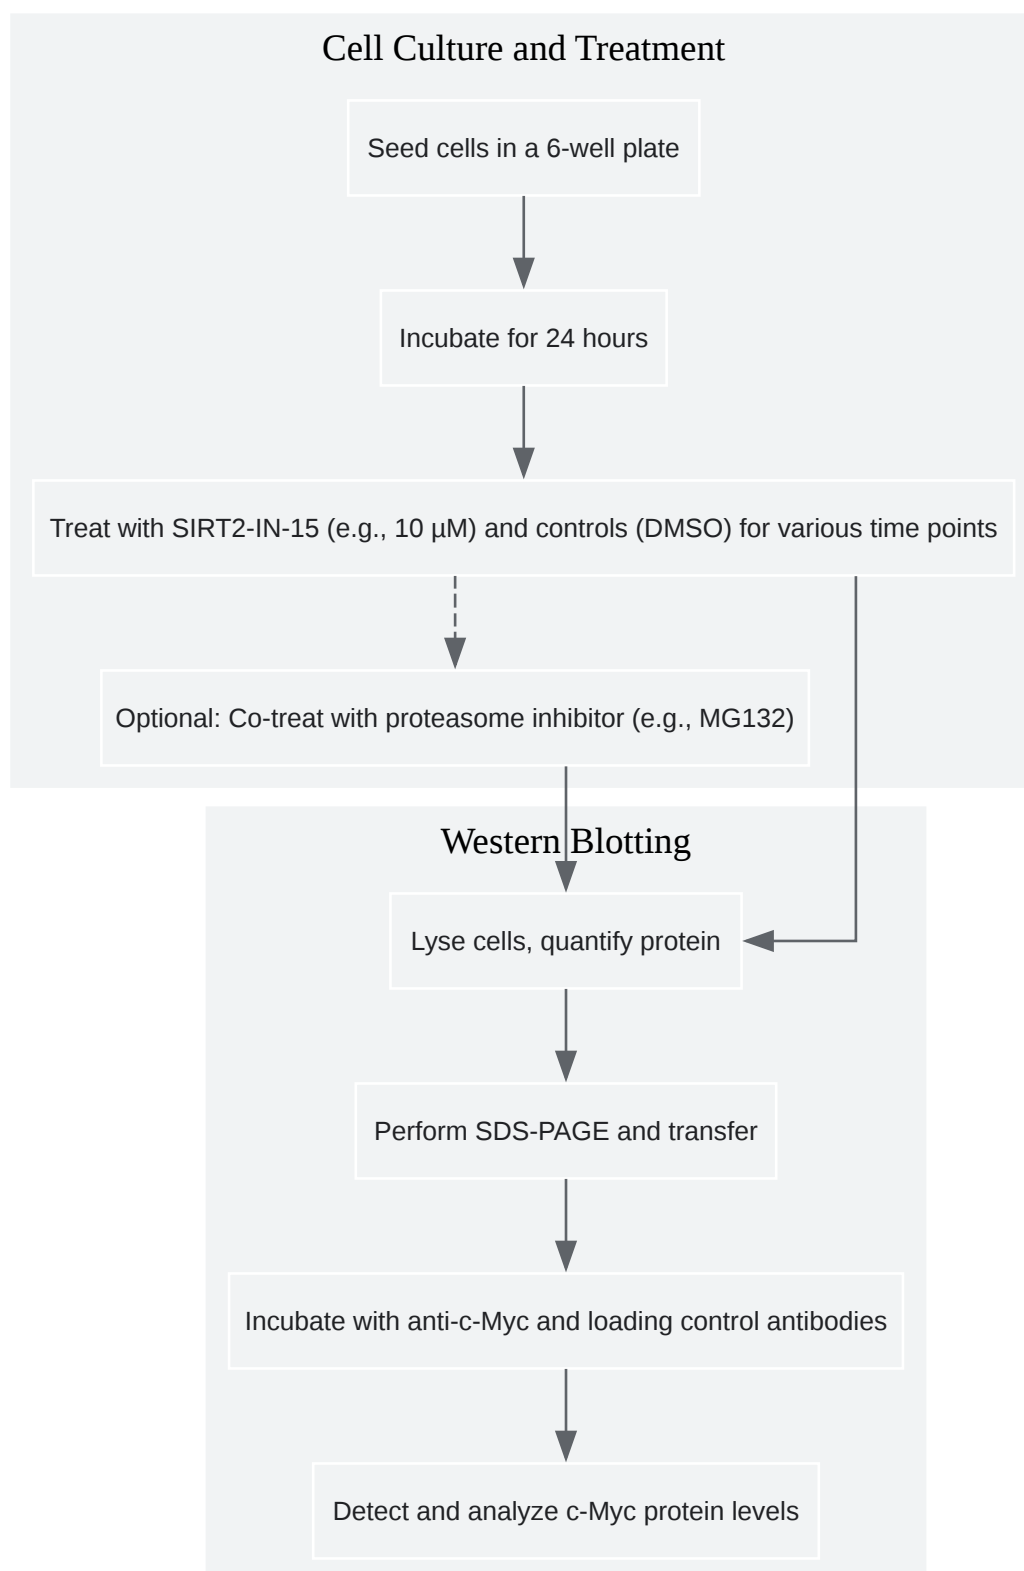 Cell Culture and Treatment
Seed cells in a 6-well plate
Incubate for 24 hours
Treat with SIRT2-IN-15 (e.g., 10 µM) and controls (DMSO) for various time points
Optional: Co-treat with proteasome inhibitor (e.g., MG132)
Western Blotting
Lyse cells, quantify protein
Perform SDS-PAGE and transfer
Incubate with anti-c-Myc and loading control antibodies
Detect and analyze c-Myc protein levels